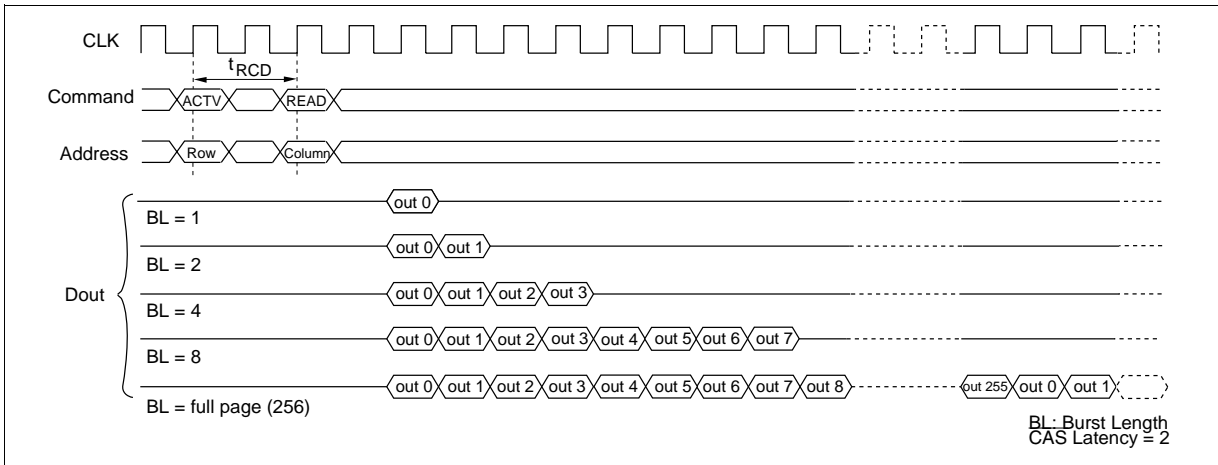 CLK
tRCD
Command ACTV READ
Address Row Column
out 0
BL = 1
out 0 out 1
BL = 2
Dout
out 0 out 1 out 2 out 3
BL = 4
out 0 out 1 out 2 out 3 out 4 out 5 out 6 out 7
BL = 8
out 0 out 1 out 2 out 3 out 4 out 5 out 6 out 7 out 8 out 255 out 0 out 1
BL = full page (256)
BL: Burst Length
CAS Latency = 2